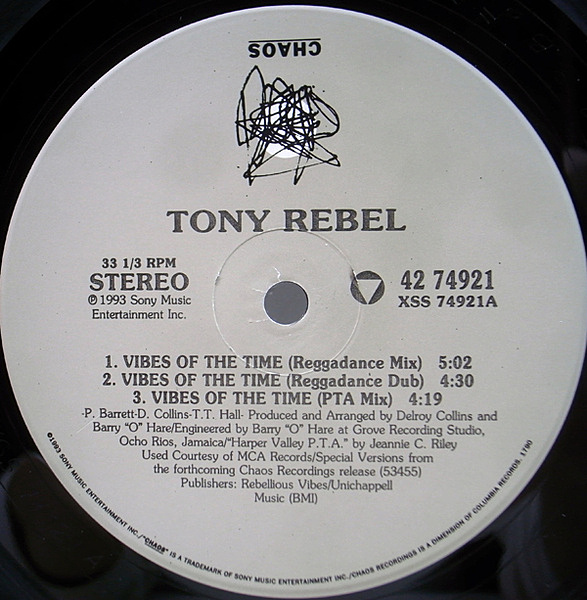 CHAOS
TONY REBEL
33 1/3 RPM
STEREO
℗ 1993 Sony Music
Entertainment Inc.
42 74921
XSS 74921A
1. VIBES OF THE TIME (Reggadance Mix) 5:02
2. VIBES OF THE TIME (Reggadance Dub) 4:30
3. VIBES OF THE TIME (PTA Mix) 4:19
-P. Barrett-D. Collins-T.T. Hall- Produced and Arranged by Delroy Collins and
Barry "O" Hare/Engineered by Barry "O" Hare at Grove Recording Studio,
Ocho Rios, Jamaica/"Harper Valley P.T.A." by Jeannie C. Riley
Used Courtesy of MCA Records/Special Versions from
the forthcoming Chaos Recordings release (53455)
Publishers: Rebellious Vibes/Unichappell
Music (BMI)
©1993 SONY MUSIC ENTERTAINMENT INC./"CHAOS" IS A TRADEMARK OF SONY MUSIC ENTERTAINMENT INC./CHAOS RECORDINGS IS A DIMENSION OF COLUMBIA RECORDS. 1790